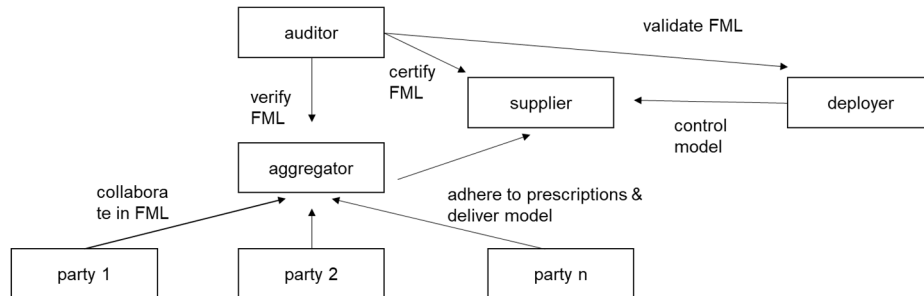 auditor
validate FML
certify
FML
supplier
deployer
verify
FML
control
model
aggregator
collabora
te in FML
adhere to prescriptions &
deliver model
party 1
party 2
party n